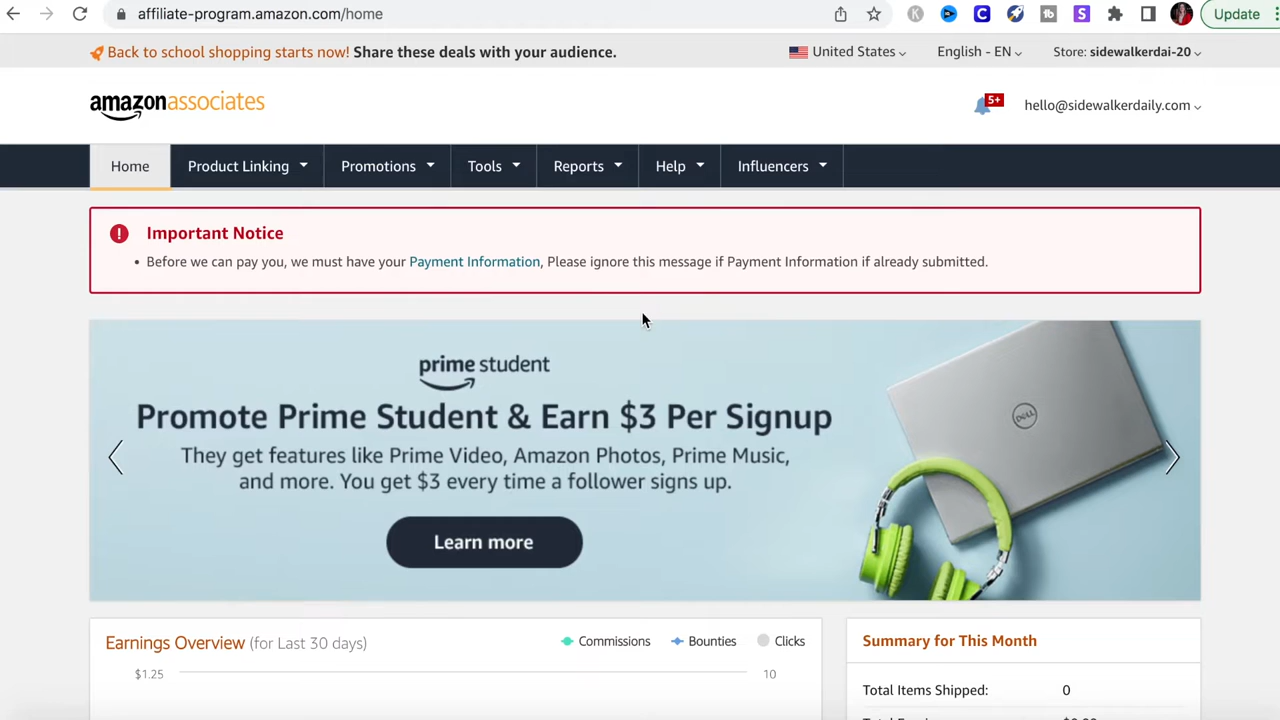 affiliate-program.amazon.com/home
Update
Back to school shopping starts now! Share these deals with your audience.
United States
English - EN
Store: sidewalkerdai-20
amazonassociates
5+
hello@sidewalkerdaily.com
Home
Product Linking
Promotions
Tools
Reports
Help
Influencers
Important Notice
• Before we can pay you, we must have your Payment Information, Please ignore this message if Payment Information if already submitted.
prime student
Promote Prime Student & Earn $3 Per Signup
They get features like Prime Video, Amazon Photos, Prime Music,
and more. You get $3 every time a follower signs up.
Learn more
DELL
Earnings Overview (for Last 30 days)
Commissions
Bounties
Clicks
$1.25
10
Summary for This Month
Total Items Shipped: 0